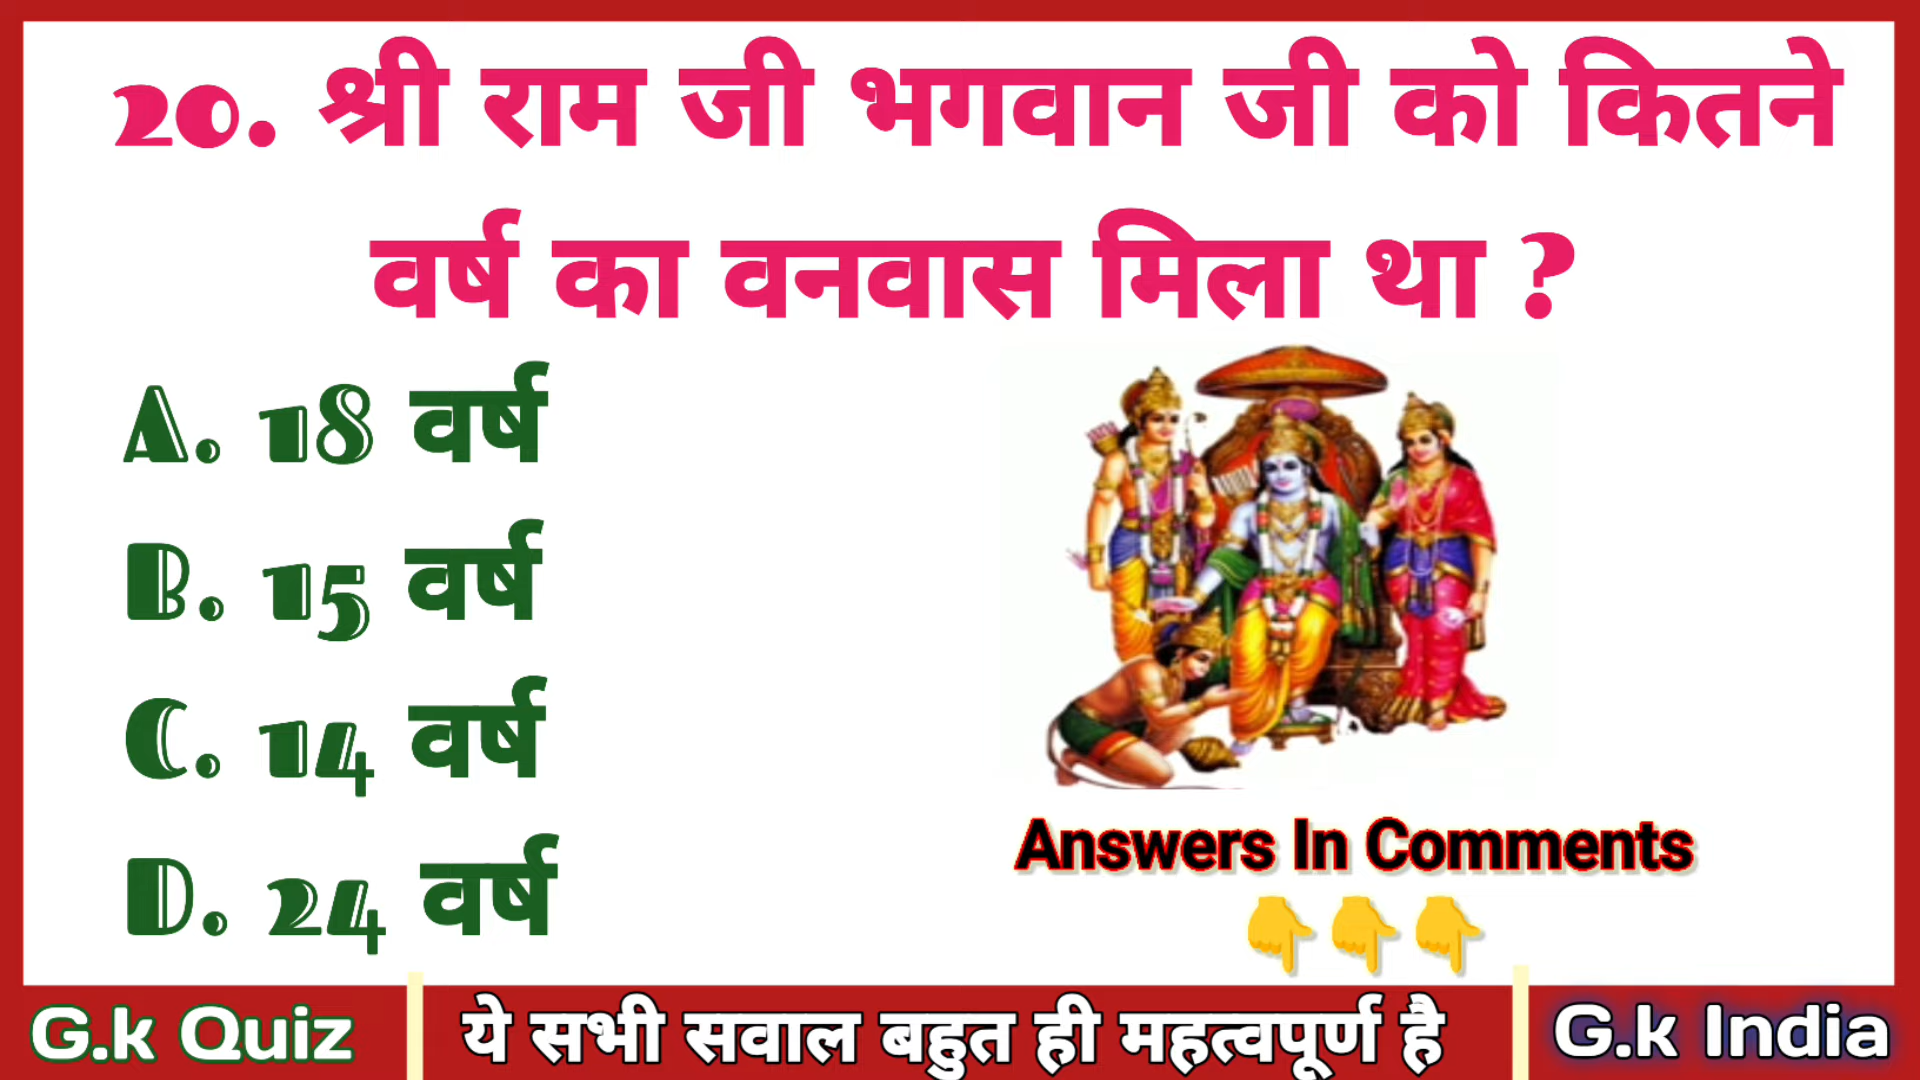 20. श्री राम जी भगवान जी को कितने
वर्ष का वनवास मिला था ?
A. 18 वर्ष
B. 15 वर्ष
C. 14 वर्ष
D. 24 वर्ष
Answers In Comments
👇👇👇
G.k Quiz
ये सभी सवाल बहुत ही महत्वपूर्ण है
G.k India